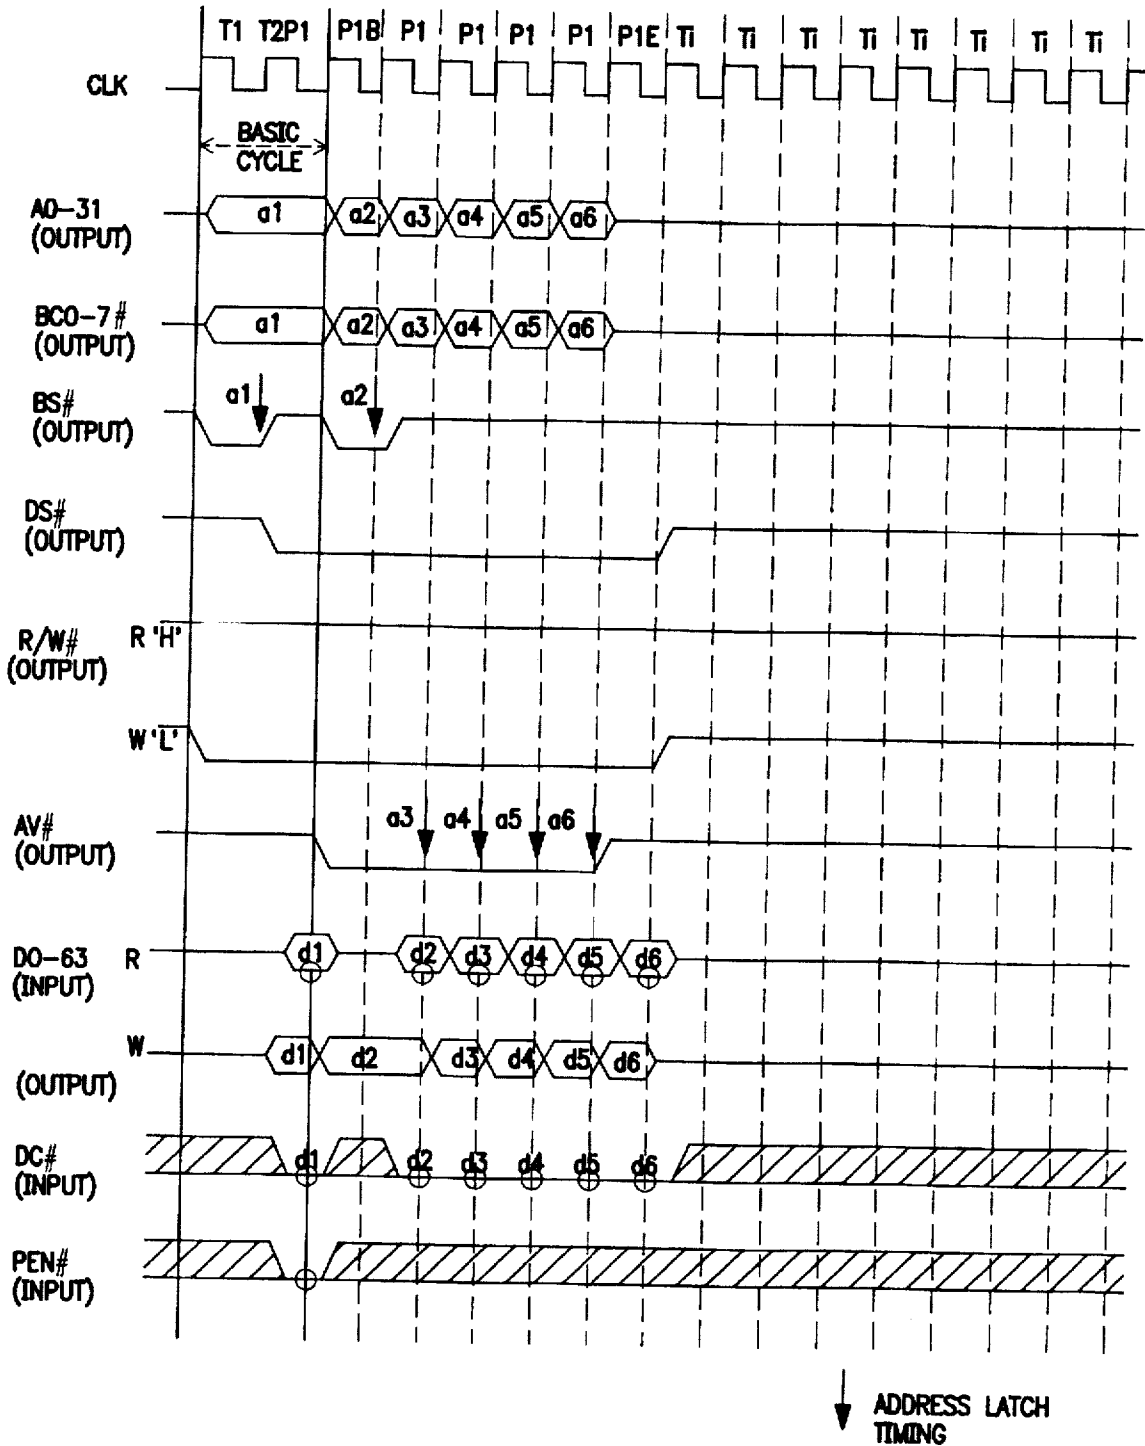 T1 T2P1 P1B P1 P1 P1 P1 P1E Ti Ti Ti Ti Ti Ti Ti Ti
CLK
BASIC
CYCLE
A0-31
(OUTPUT)
a1 a2 a3 a4 a5 a6
BC0-7#
(OUTPUT)
a1 a2 a3 a4 a5 a6
BS#
(OUTPUT)
a1 a2
DS#
(OUTPUT)
R/W#
(OUTPUT)
R 'H'
W 'L'
AV#
(OUTPUT)
a3 a4 a5 a6
D0-63 R
(INPUT)
d1 d2 d3 d4 d5 d6
W
(OUTPUT)
d1 d2 d3 d4 d5 d6
DC#
(INPUT)
d1 d2 d3 d4 d5 d6
PEN#
(INPUT)
ADDRESS LATCH
TIMING